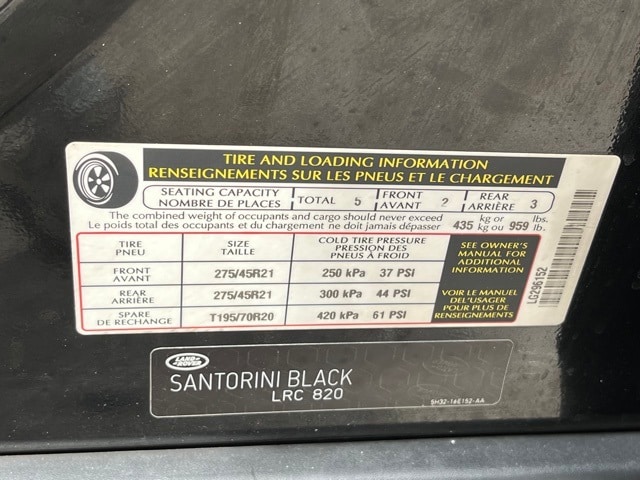 TIRE AND LOADING INFORMATION
RENSEIGNEMENTS SUR LES PNEUS ET LE CHARGEMENT
SEATING CAPACITY
NOMBRE DE PLACES
TOTAL 5
FRONT
AVANT 2
REAR
ARRIÈRE 3
The combined weight of occupants and cargo should never exceed
Le poids total des occupants et du chargement ne doit jamais dépasser
435 kg or
kg ou 959 lbs.
lb.
TIRE
PNEU
SIZE
TAILLE
COLD TIRE PRESSURE
PRESSION DES
PNEUS À FROID
FRONT
AVANT
275/45R21
250 kPa 37 PSI
REAR
ARRIÈRE
275/45R21
300 kPa 44 PSI
SPARE
DE RECHANGE
T195/70R20
420 kPa 61 PSI
SEE OWNER'S
MANUAL FOR
ADDITIONAL
INFORMATION
VOIR LE MANUEL
DE L'USAGER
POUR PLUS DE
RENSEIGNEMENTS
LG296152
LAND
ROVER
SANTORINI BLACK
LRC 820
5H32-16E152-AA